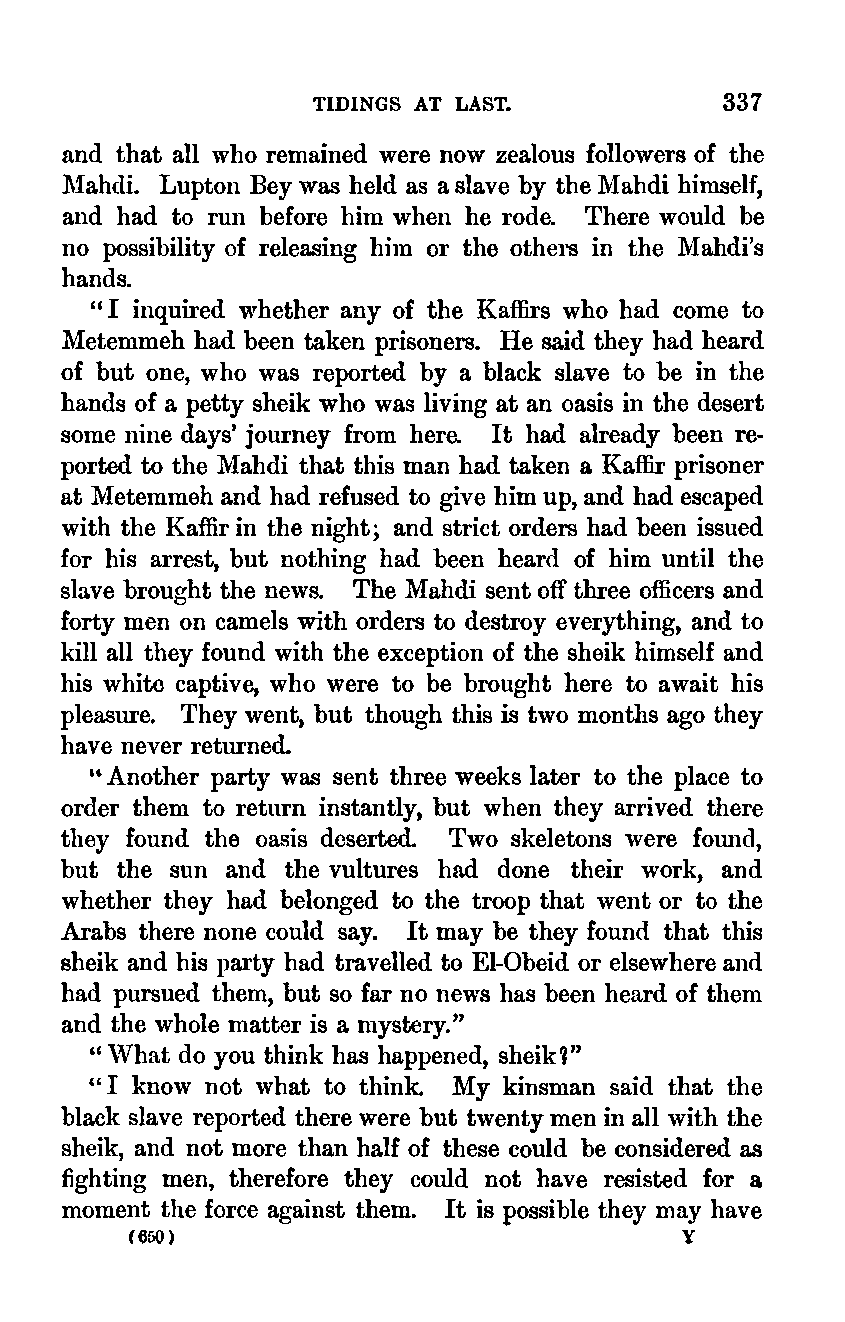 TIDINGS AT LAST. 337
and that all who remained were now zealous followers of the
Mahdi. Lupton Bey was held as a slave by the Mahdi himself,
and had to run before him when he rode. There would be
no possibility of releasing him or the others in the Mahdi's
hands.
"I inquired whether any of the Kaffirs who had come to
Metemmeh had been taken prisoners. He said they had heard
of but one, who was reported by a black slave to be in the
hands of a petty sheik who was living at an oasis in the desert
some nine days' journey from here. It had already been re-
ported to the Mahdi that this man had taken a Kaffir prisoner
at Metemmeh and had refused to give him up, and had escaped
with the Kaffir in the night; and strict orders had been issued
for his arrest, but nothing had been heard of him until the
slave brought the news. The Mahdi sent off three officers and
forty men on camels with orders to destroy everything, and to
kill all they found with the exception of the sheik himself and
his white captive, who were to be brought here to await his
pleasure. They went, but though this is two months ago they
have never returned.
"Another party was sent three weeks later to the place to
order them to return instantly, but when they arrived there
they found the oasis deserted. Two skeletons were found,
but the sun and the vultures had done their work, and
whether they had belonged to the troop that went or to the
Arabs there none could say. It may be they found that this
sheik and his party had travelled to El-Obeid or elsewhere and
had pursued them, but so far no news has been heard of them
and the whole matter is a mystery."
"What do you think has happened, sheik?"
"I know not what to think. My kinsman said that the
black slave reported there were but twenty men in all with the
sheik, and not more than half of these could be considered as
fighting men, therefore they could not have resisted for a
moment the force against them. It is possible they may have
(650) Y